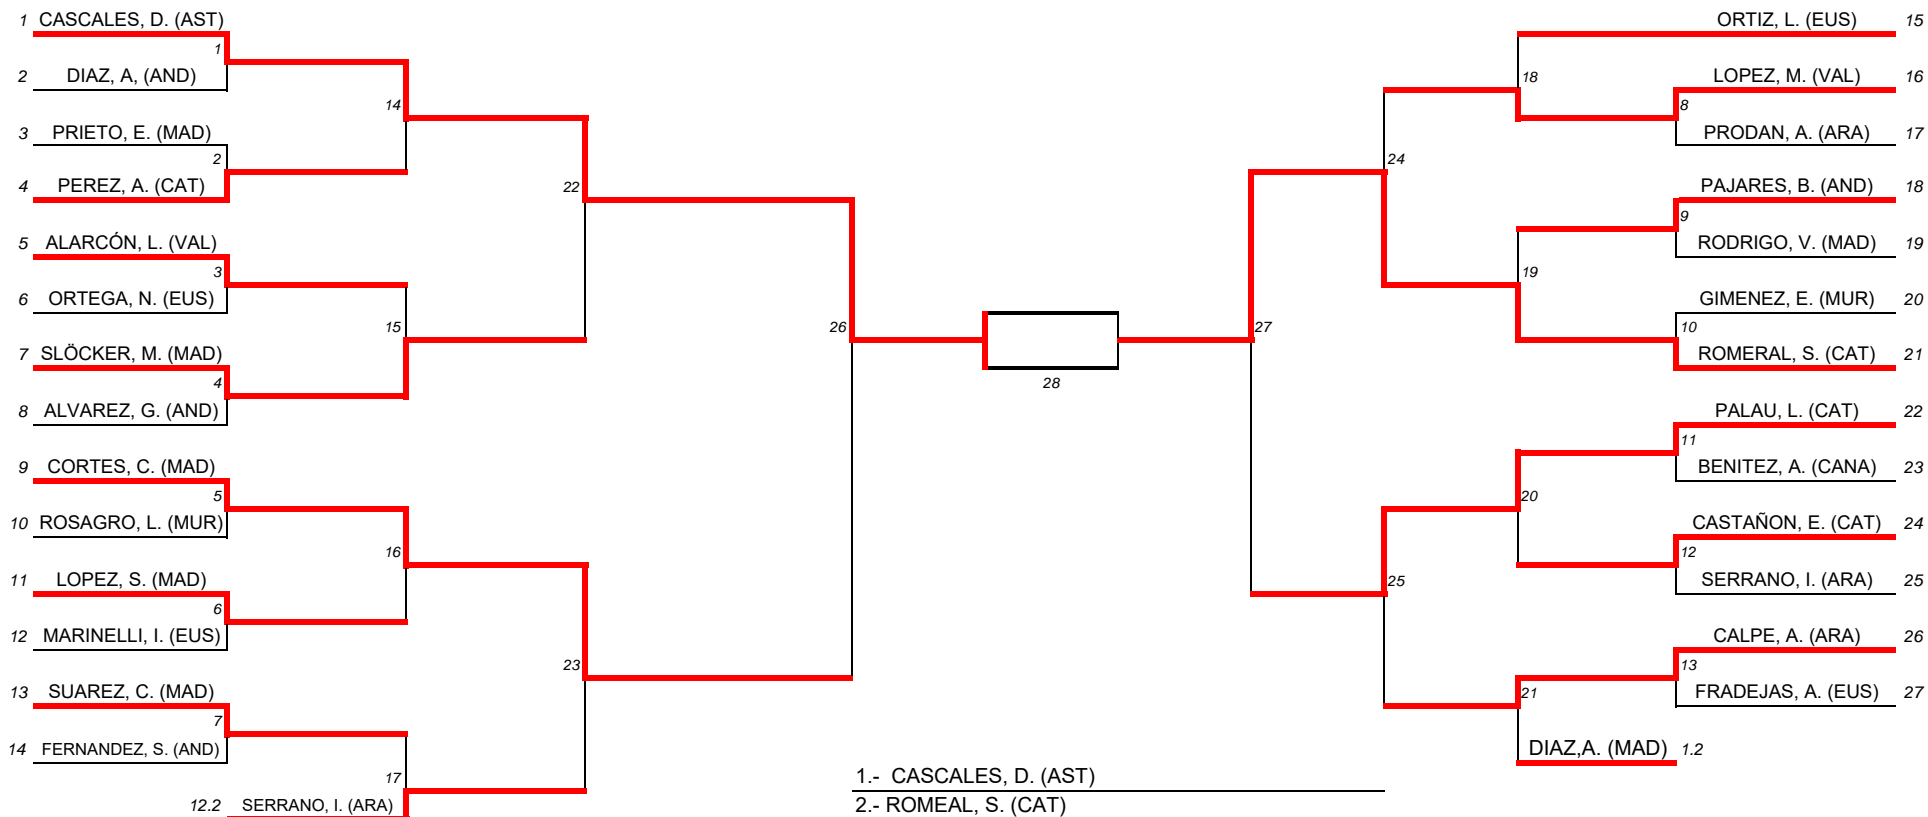 1 CASCALES, D. (AST)
1
2 DIAZ, A, (AND)
14
3 PRIETO, E. (MAD)
2
4 PEREZ, A. (CAT)
22
5 ALARCÓN, L. (VAL)
3
6 ORTEGA, N. (EUS)
15
7 SLÖCKER, M. (MAD)
4
8 ALVAREZ, G. (AND)
26
9 CORTES, C. (MAD)
5
10 ROSAGRO, L. (MUR)
16
11 LOPEZ, S. (MAD)
6
12 MARINELLI, I. (EUS)
23
13 SUAREZ, C. (MAD)
7
14 FERNANDEZ, S. (AND)
17
12.2 SERRANO, I. (ARA)
28
ORTIZ, L. (EUS) 15
18
LOPEZ, M. (VAL) 16
8
PRODAN, A. (ARA) 17
24
PAJARES, B. (AND) 18
9
RODRIGO, V. (MAD) 19
19
GIMENEZ, E. (MUR) 20
10
ROMERAL, S. (CAT) 21
27
PALAU, L. (CAT) 22
11
BENITEZ, A. (CANA) 23
20
CASTAÑON, E. (CAT) 24
12
SERRANO, I. (ARA) 25
25
CALPE, A. (ARA) 26
13
FRADEJAS, A. (EUS) 27
21
DIAZ,A. (MAD) 1.2
1.- CASCALES, D. (AST)
2.- ROMEAL, S. (CAT)